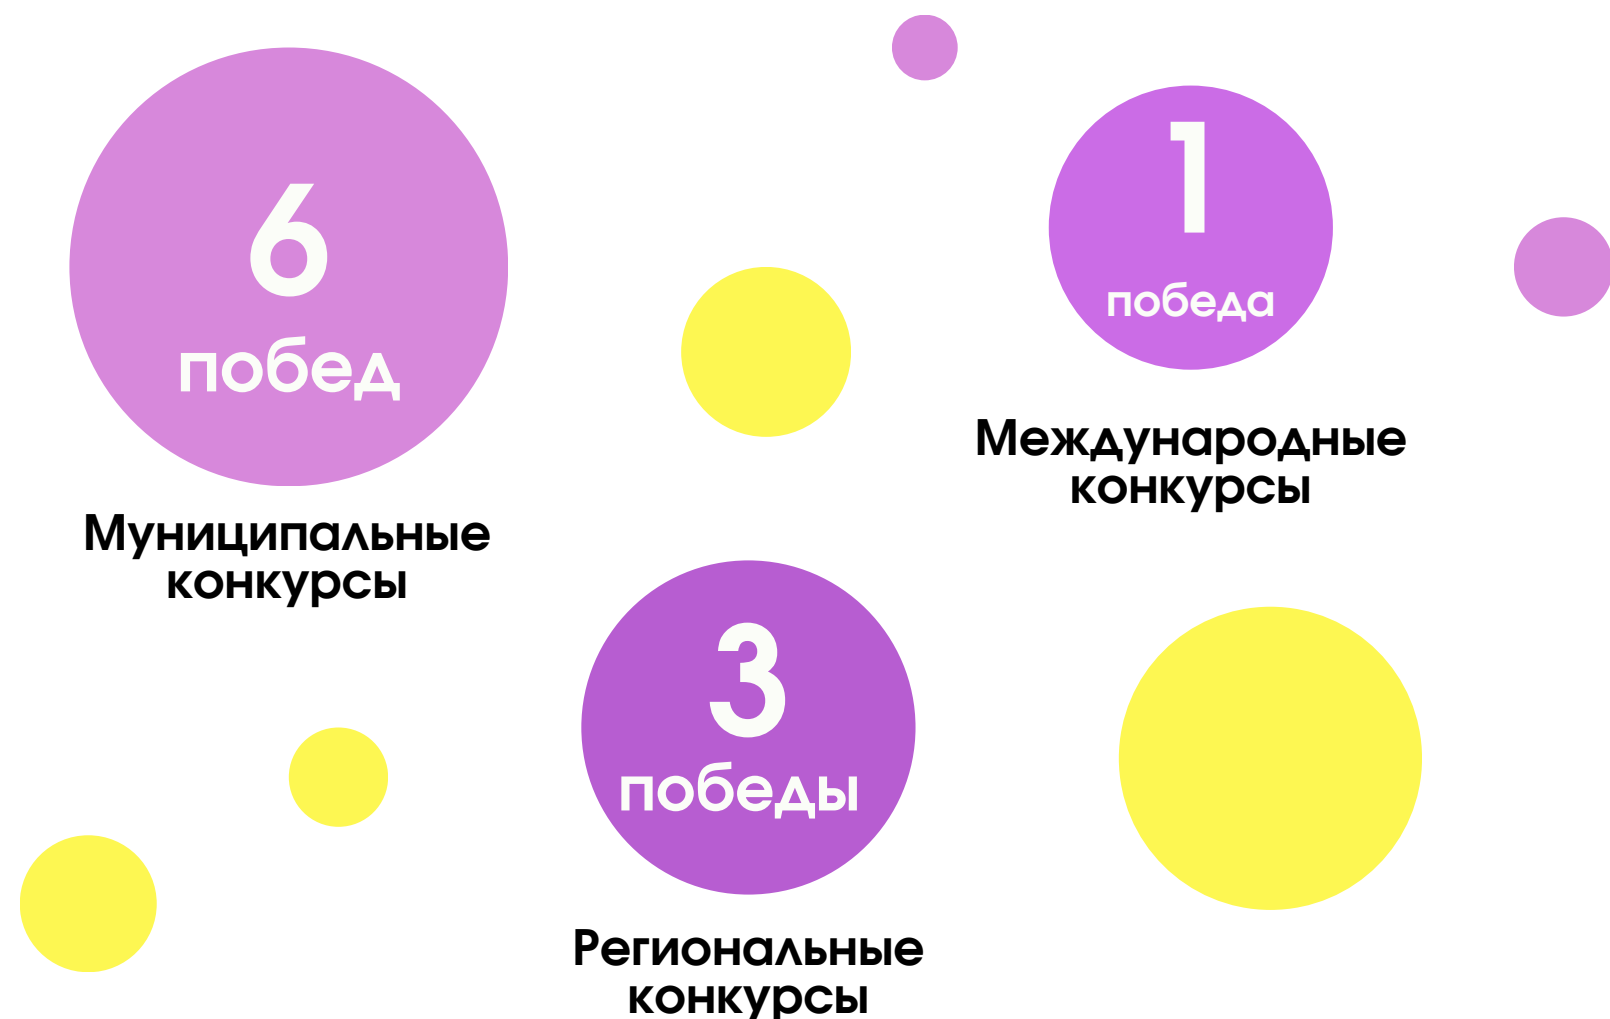 6
побед
Муниципальные
конкурсы
1
победа
Международные
конкурсы
3
победы
Региональные
конкурсы